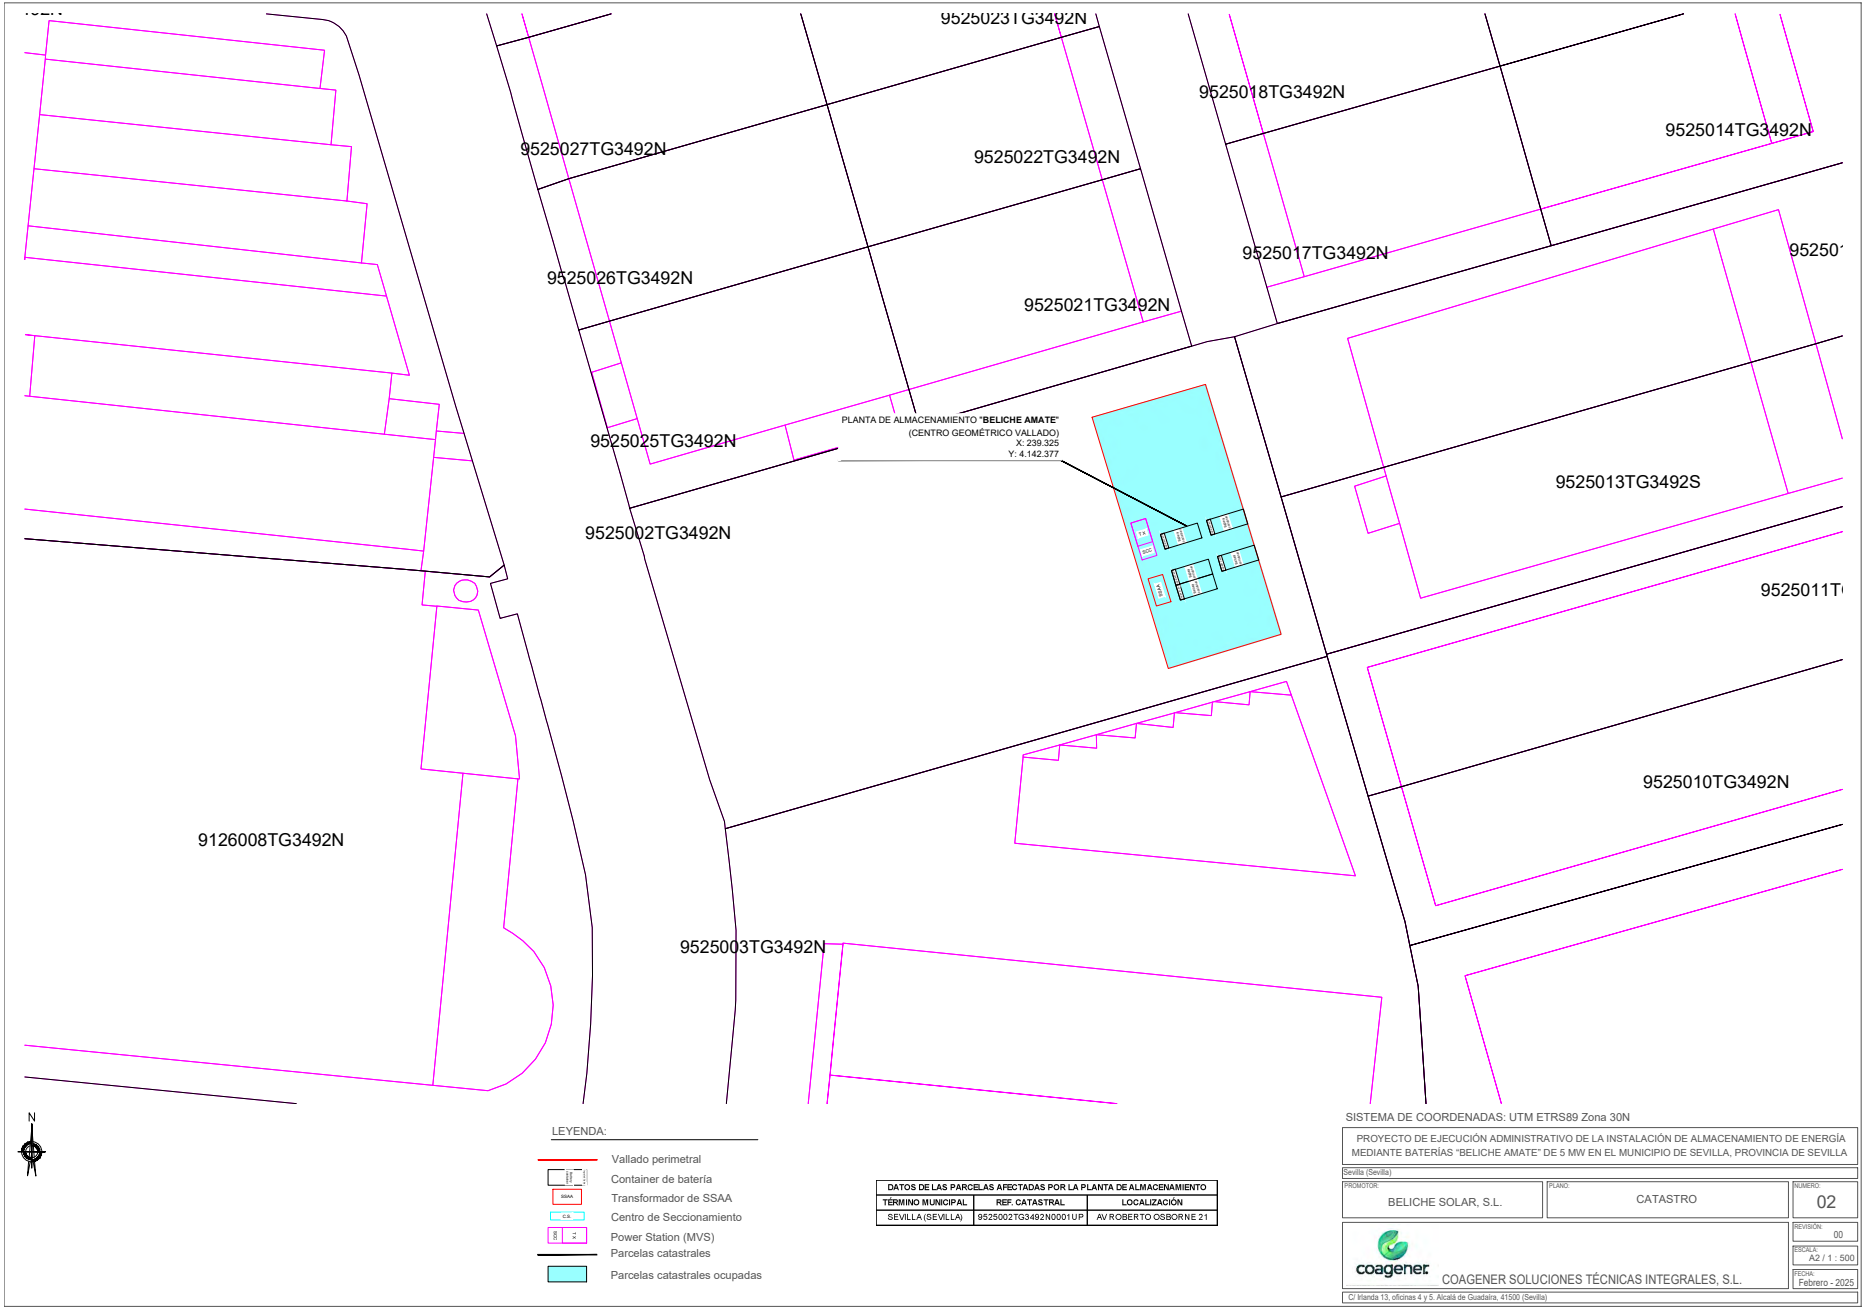 9525023TG3492N
9525018TG3492N
9525014TG3492N
9525027TG3492N
9525022TG3492N
9525017TG3492N
9525026TG3492N
9525021TG3492N
PLANTA DE ALMACENAMIENTO "BELICHE AMATE"
(CENTRO GEOMÉTRICO VALLADO)
X: 239.325
Y: 4.142.377
9525025TG3492N
9525013TG3492S
9525002TG3492N
T.X
SSAA
9525010TG3492N
9126008TG3492N
9525003TG3492N
N
LEYENDA:
Vallado perimetral
Container de batería
SSAA
Transformador de SSAA
C.S.
Centro de Seccionamiento
Power Station (MVS)
Parcelas catastrales
Parcelas catastrales ocupadas
DATOS DE LAS PARCELAS AFECTADAS POR LA PLANTA DE ALMACENAMIENTO
TÉRMINO MUNICIPAL REF. CATASTRAL LOCALIZACIÓN
SEVILLA (SEVILLA) 9525002TG3492N0001UP AV ROBERTO OSBORNE 21
SISTEMA DE COORDENADAS: UTM ETRS89 Zona 30N
PROYECTO DE EJECUCIÓN ADMINISTRATIVO DE LA INSTALACIÓN DE ALMACENAMIENTO DE ENERGÍA
MEDIANTE BATERÍAS "BELICHE AMATE" DE 5 MW EN EL MUNICIPIO DE SEVILLA, PROVINCIA DE SEVILLA
Sevilla (Sevilla)
PROMOTOR:
BELICHE SOLAR, S.L.
PLANO:
CATASTRO
NÚMERO:
02
REVISIÓN:
00
ESCALA:
A2 / 1 : 500
FECHA:
Febrero - 2025
coagener
COAGENER SOLUCIONES TÉCNICAS INTEGRALES, S.L.
C/ Irlanda 13, oficinas 4 y 5. Alcalá de Guadaíra, 41500 (Sevilla)